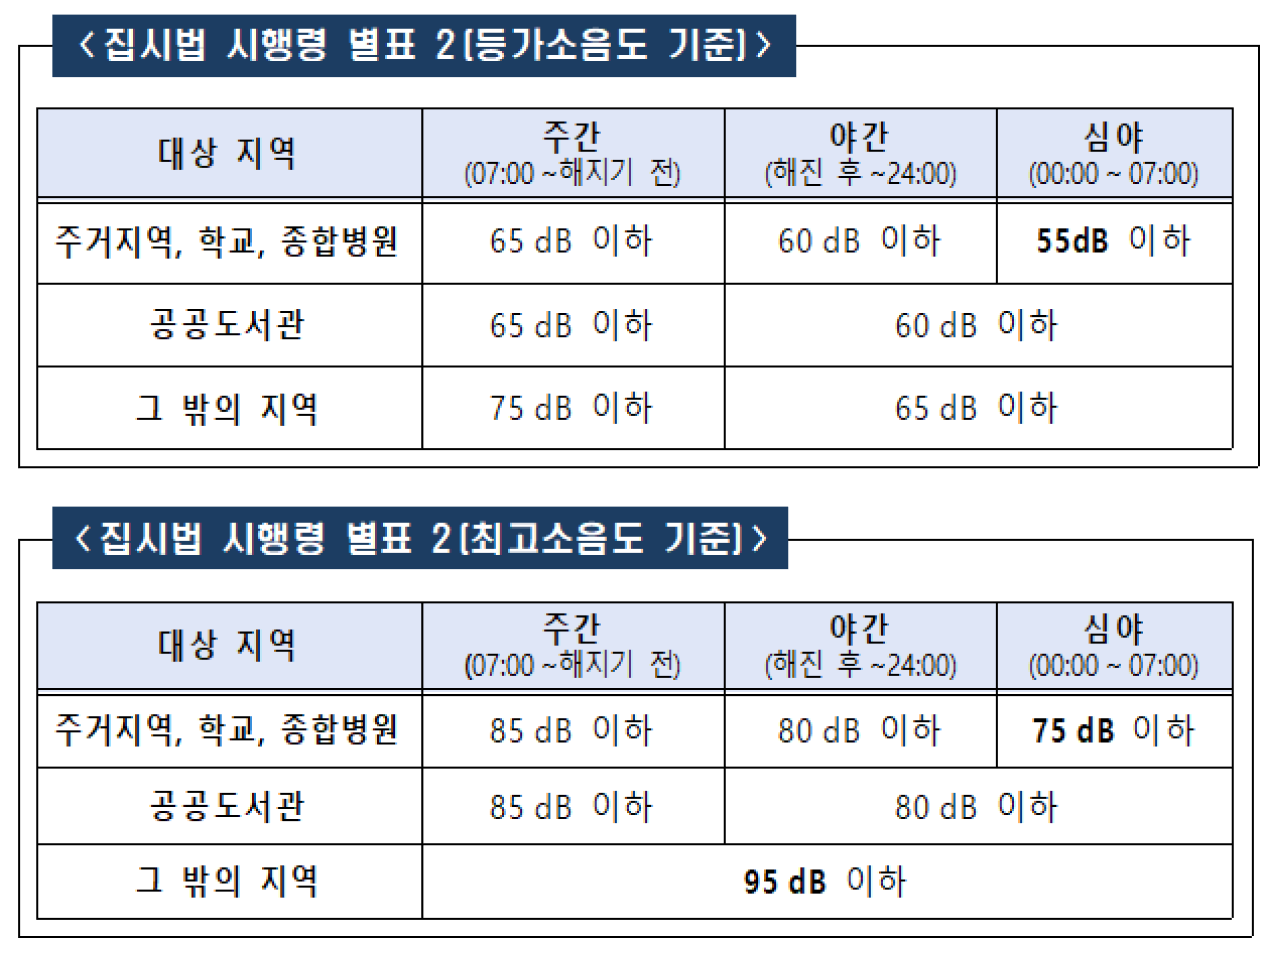 <집시법 시행령 별표 2(등가소음도 기준)>
대상 지역 주간 야간 심야
(07:00 ~해지기 전) (해진 후 ~24:00) (00:00 ~ 07:00)
주거지역, 학교, 종합병원 65 dB 이하 60 dB 이하 55dB 이하
공공도서관 65 dB 이하 60 dB 이하
그 밖의 지역 75 dB 이하 65 dB 이하
<집시법 시행령 별표 2(최고소음도 기준)>
대상 지역 주간 야간 심야
(07:00 ~해지기 전) (해진 후 ~24:00) (00:00 ~ 07:00)
주거지역, 학교, 종합병원 85 dB 이하 80 dB 이하 75 dB 이하
공공도서관 85 dB 이하 80 dB 이하
그 밖의 지역 95 dB 이하